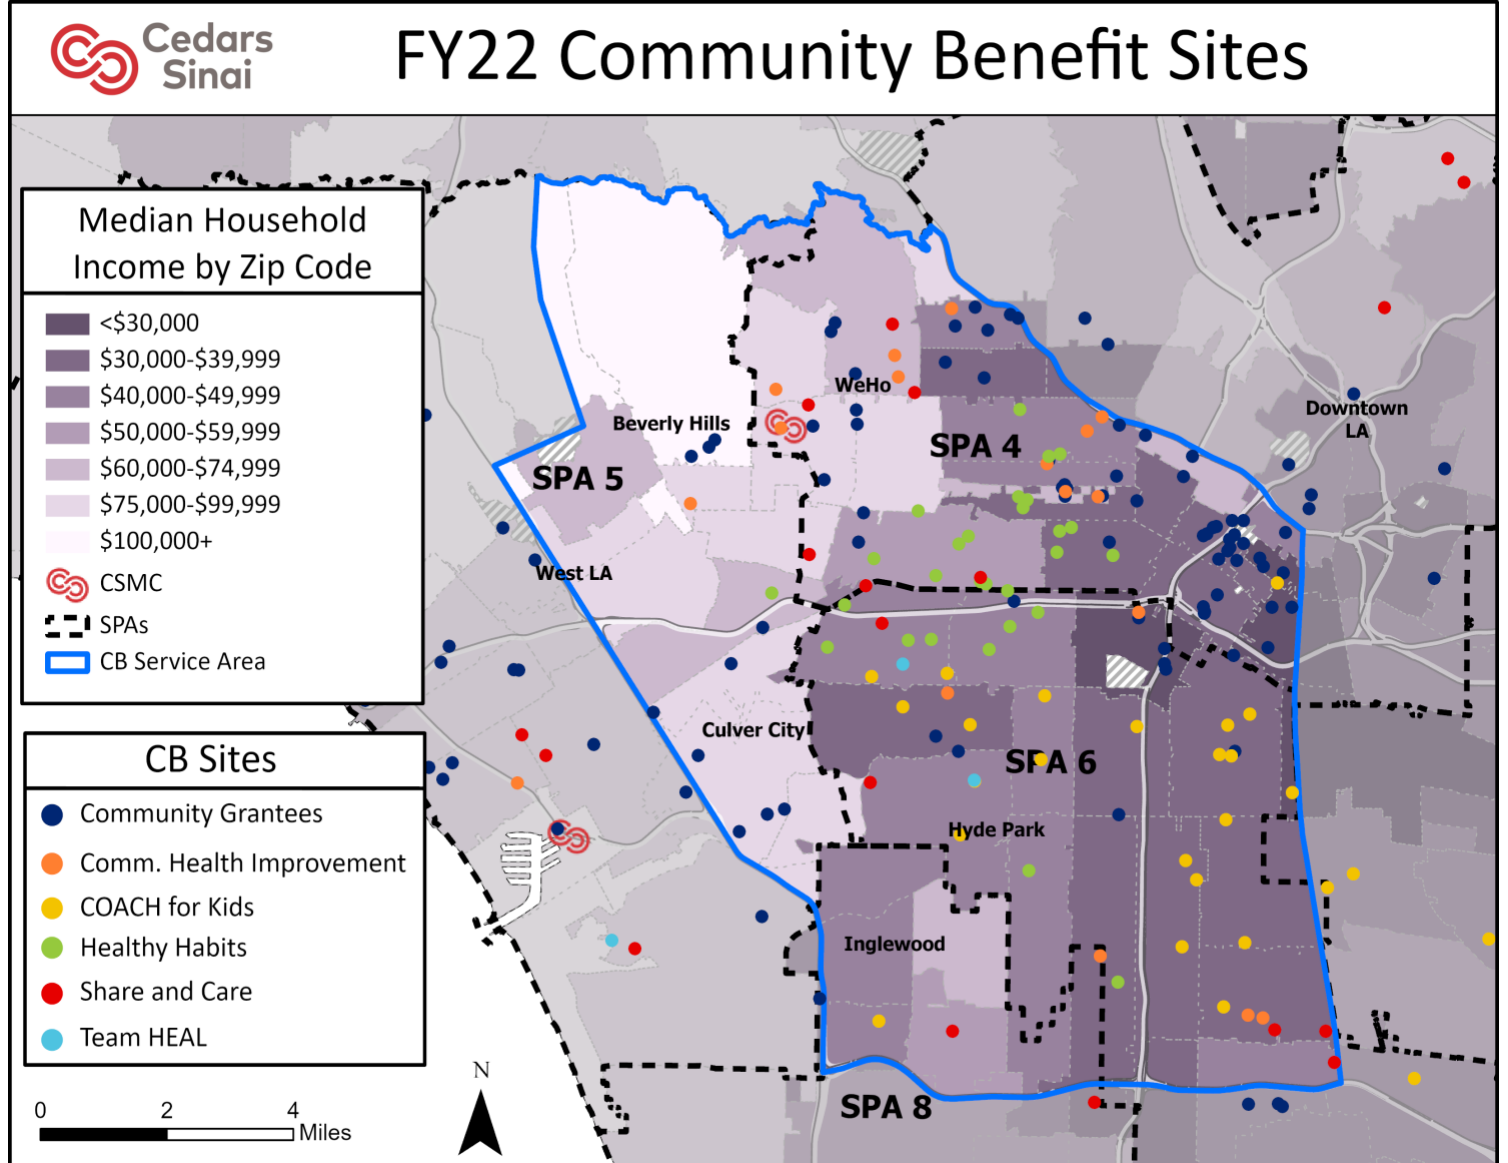 Cedars
Sinai
FY22 Community Benefit Sites
Median Household
Income by Zip Code
<$30,000
$30,000-$39,999
$40,000-$49,999
$50,000-$59,999
$60,000-$74,999
$75,000-$99,999
$100,000+
CSMC
SPAs
CB Service Area
CB Sites
Community Grantees
Comm. Health Improvement
COACH for Kids
Healthy Habits
Share and Care
Team HEAL
0 2 4
Miles
N
WeHo
Beverly Hills
Downtown
LA
SPA 4
SPA 5
West LA
Culver City
SPA 6
Hyde Park
Inglewood
SPA 8